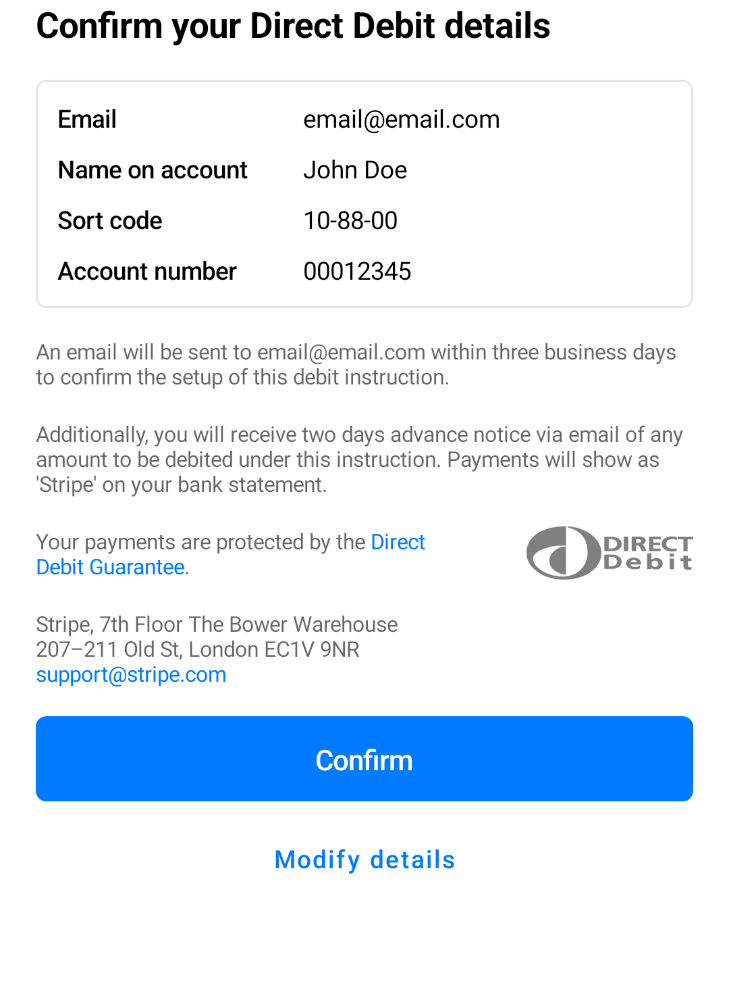 Confirm your Direct Debit details
Email email@email.com
Name on account John Doe
Sort code 10-88-00
Account number 00012345
An email will be sent to email@email.com within three business days
to confirm the setup of this debit instruction.
Additionally, you will receive two days advance notice via email of any
amount to be debited under this instruction. Payments will show as
'Stripe' on your bank statement.
Your payments are protected by the Direct
Debit Guarantee.
DIRECT
Debit
Stripe, 7th Floor The Bower Warehouse
207–211 Old St, London EC1V 9NR
support@stripe.com
Confirm
Modify details